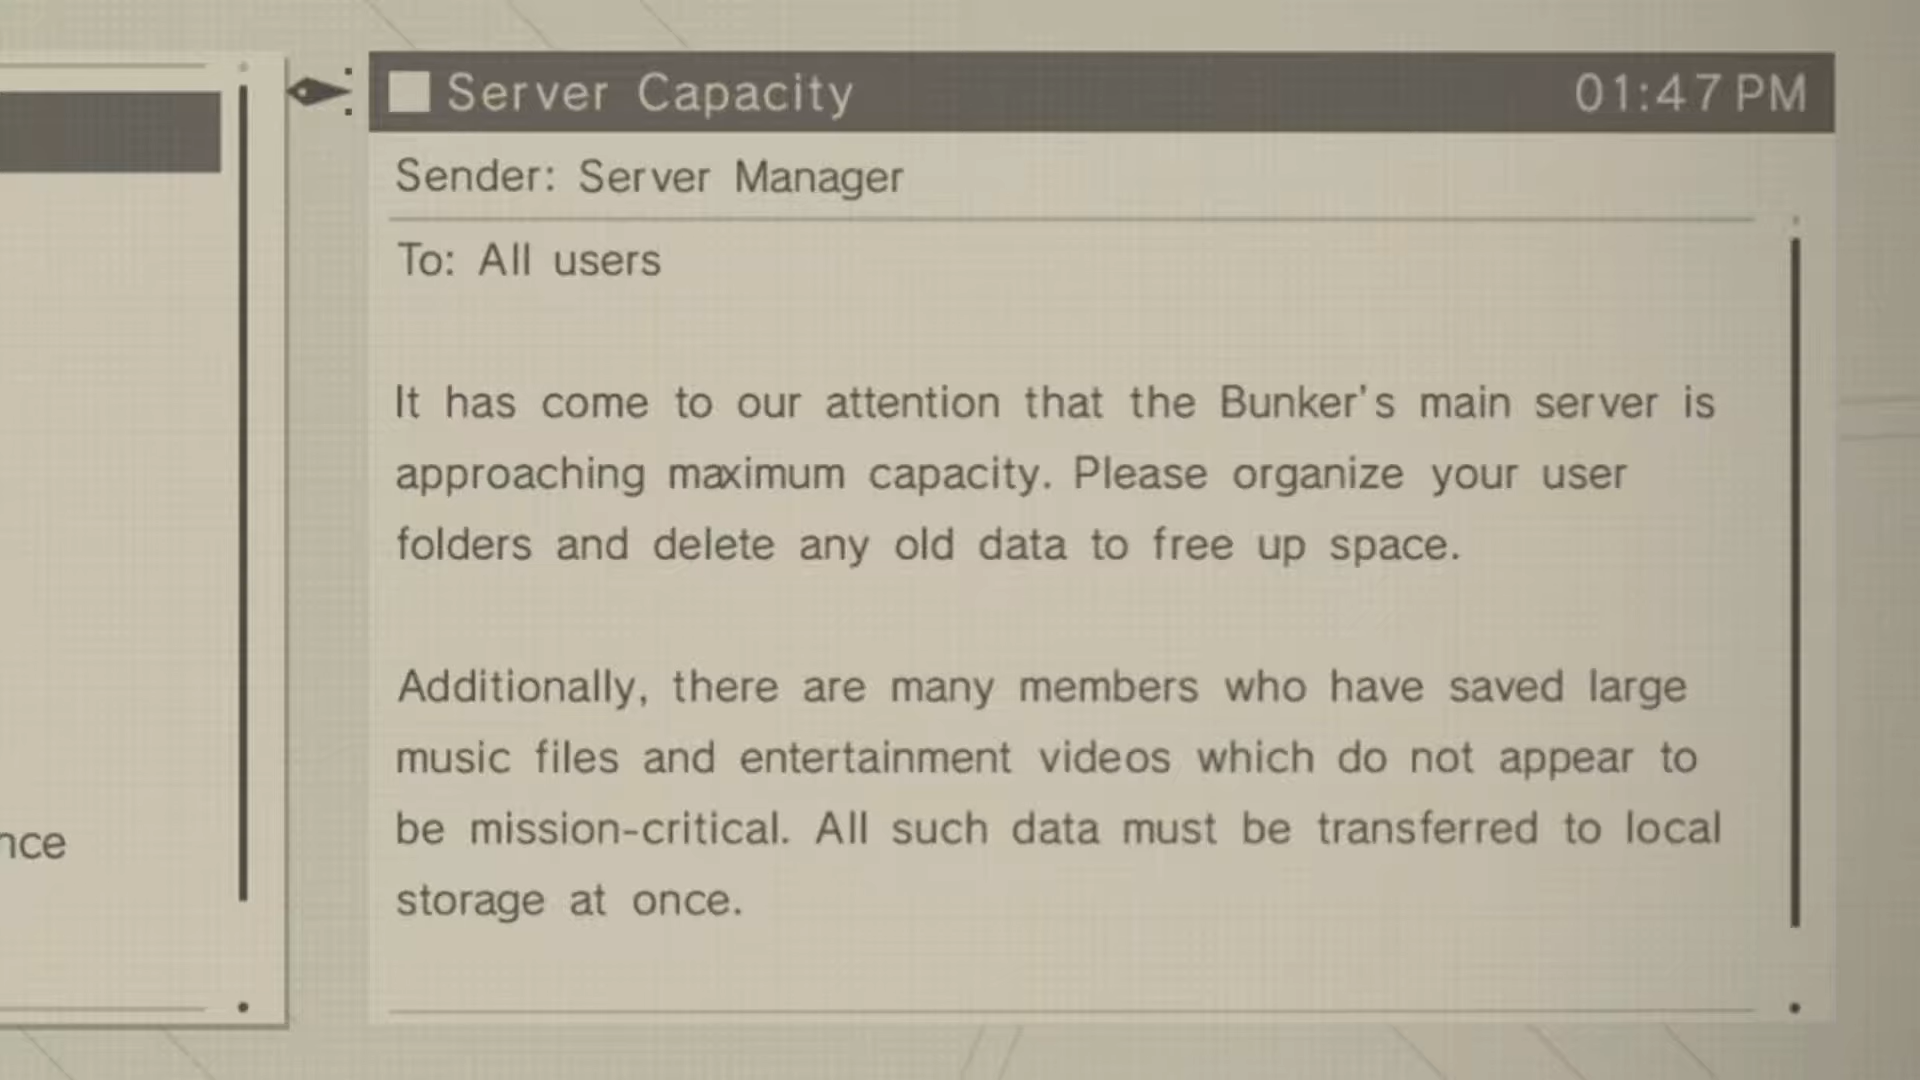 Server Capacity 01:47 PM
Sender: Server Manager
To: All users
It has come to our attention that the Bunker's main server is
approaching maximum capacity. Please organize your user
folders and delete any old data to free up space.
Additionally, there are many members who have saved large
music files and entertainment videos which do not appear to
be mission-critical. All such data must be transferred to local
storage at once.
nce